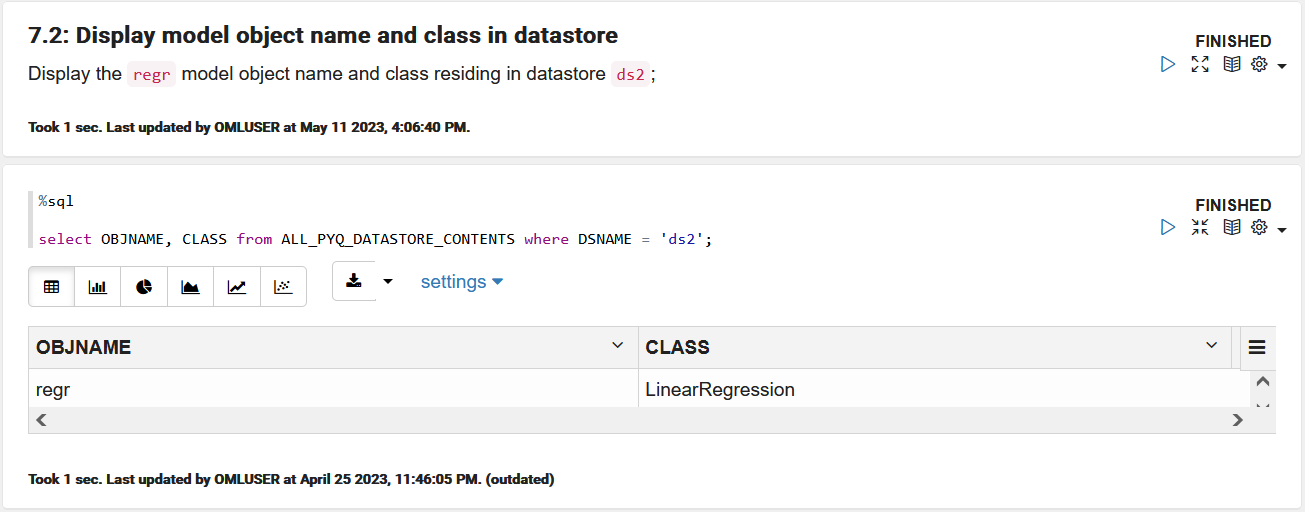 7.2: Display model object name and class in datastore
FINISHED
Display the regr model object name and class residing in datastore ds2 ;
Took 1 sec. Last updated by OMLUSER at May 11 2023, 4:06:40 PM.
%sql
FINISHED
select OBJNAME, CLASS from ALL_PYQ_DATASTORE_CONTENTS where DSNAME = 'ds2';
settings
OBJNAME CLASS
regr LinearRegression
Took 1 sec. Last updated by OMLUSER at April 25 2023, 11:46:05 PM. (outdated)